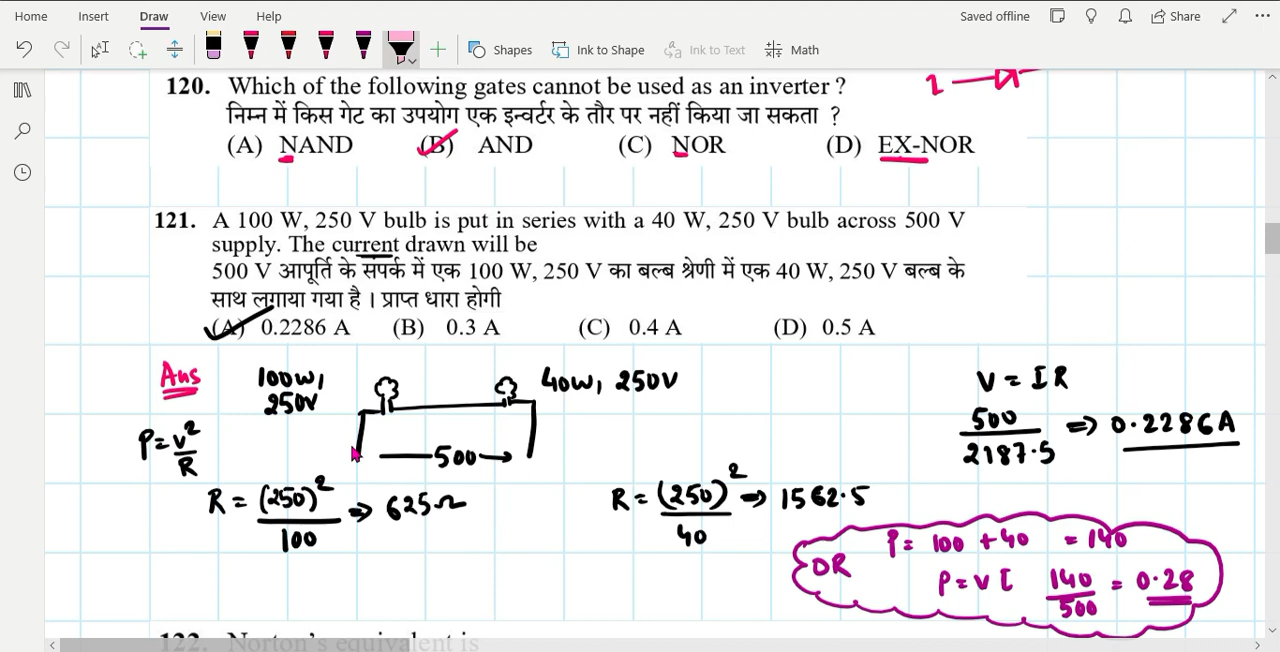 Home Insert Draw View Help Saved offline Share
Shapes Ink to Shape Ink to Text Math
120. Which of the following gates cannot be used as an inverter ?
निम्न में किस गेट का उपयोग एक इन्वर्टर के तौर पर नहीं किया जा सकता ?
(A) NAND (B) AND (C) NOR (D) EX-NOR
121. A 100 W, 250 V bulb is put in series with a 40 W, 250 V bulb across 500 V
supply. The current drawn will be
500 V आपूर्ति के संपर्क में एक 100 W, 250 V का बल्ब श्रेणी में एक 40 W, 250 V बल्ब के
साथ लगाया गया है । प्राप्त धारा होगी
(A) 0.2286 A (B) 0.3 A (C) 0.4 A (D) 0.5 A
Ans 100W, 40W, 250V V = IR
250V
P = V²/R 500 500/2187.5 ⇒ 0.2286A
R = (250)²/100 ⇒ 625Ω R = (250)²/40 ⇒ 1562.5
OR P = 100 + 40 = 140
P = V I 140/500 = 0.28
122. Norton's equivalent is